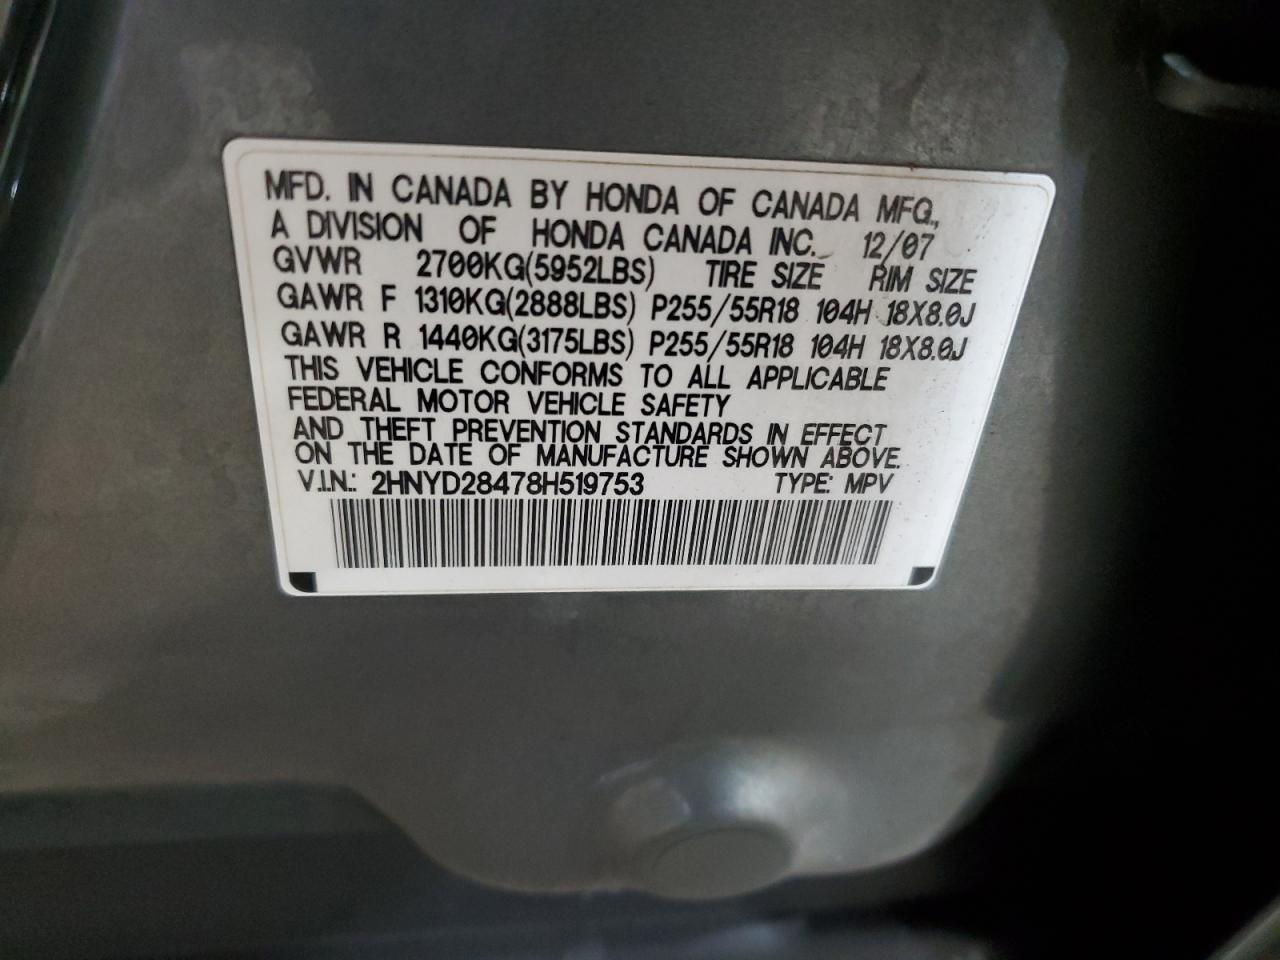 MFD. IN CANADA BY HONDA OF CANADA MFG.,
A DIVISION OF HONDA CANADA INC. 12/07
GVWR 2700KG(5952LBS) TIRE SIZE RIM SIZE
GAWR F 1310KG(2888LBS) P255/55R18 104H 18X8.0J
GAWR R 1440KG(3175LBS) P255/55R18 104H 18X8.0J
THIS VEHICLE CONFORMS TO ALL APPLICABLE
FEDERAL MOTOR VEHICLE SAFETY
AND THEFT PREVENTION STANDARDS IN EFFECT
ON THE DATE OF MANUFACTURE SHOWN ABOVE.
V.I.N.: 2HNYD28478H519753 TYPE: MPV